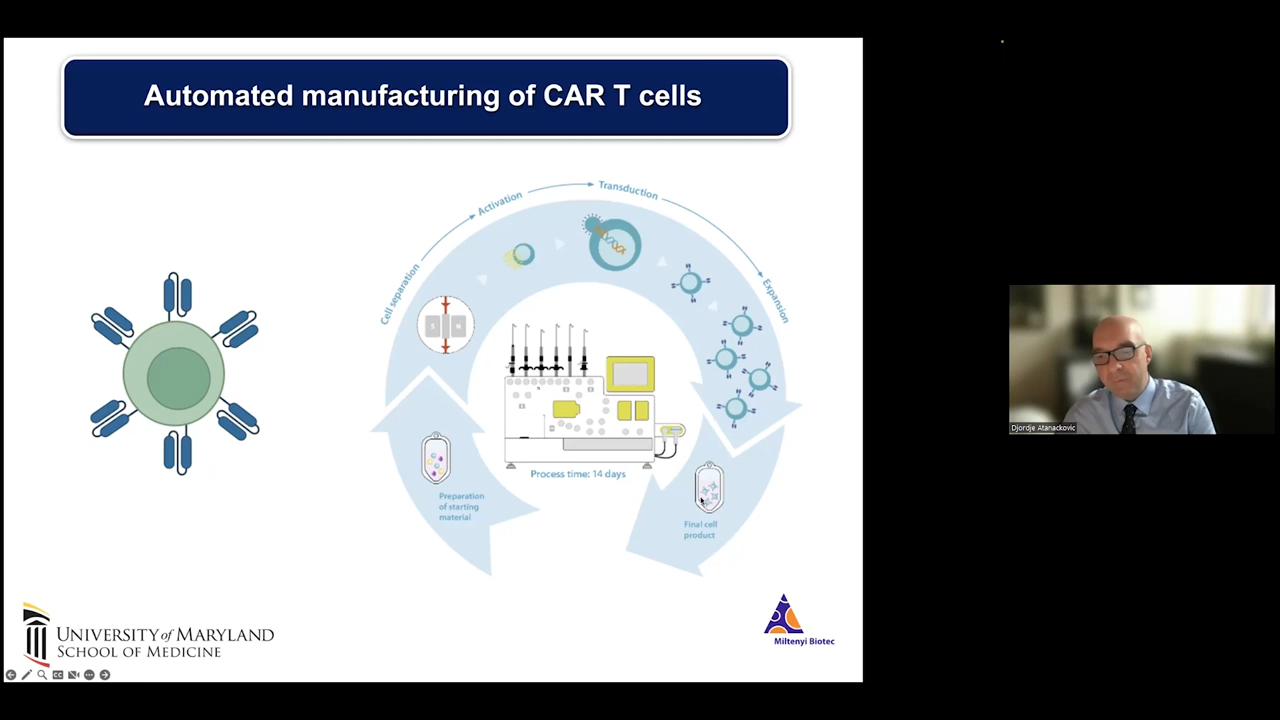 Automated manufacturing of CAR T cells
Cell separation
Activation
Transduction
Expansion
S
N
Process time: 14 days
Preparation
of starting
material
Final cell
product
UNIVERSITY of MARYLAND
SCHOOL OF MEDICINE
Miltenyi Biotec
Djordje Atanackovic